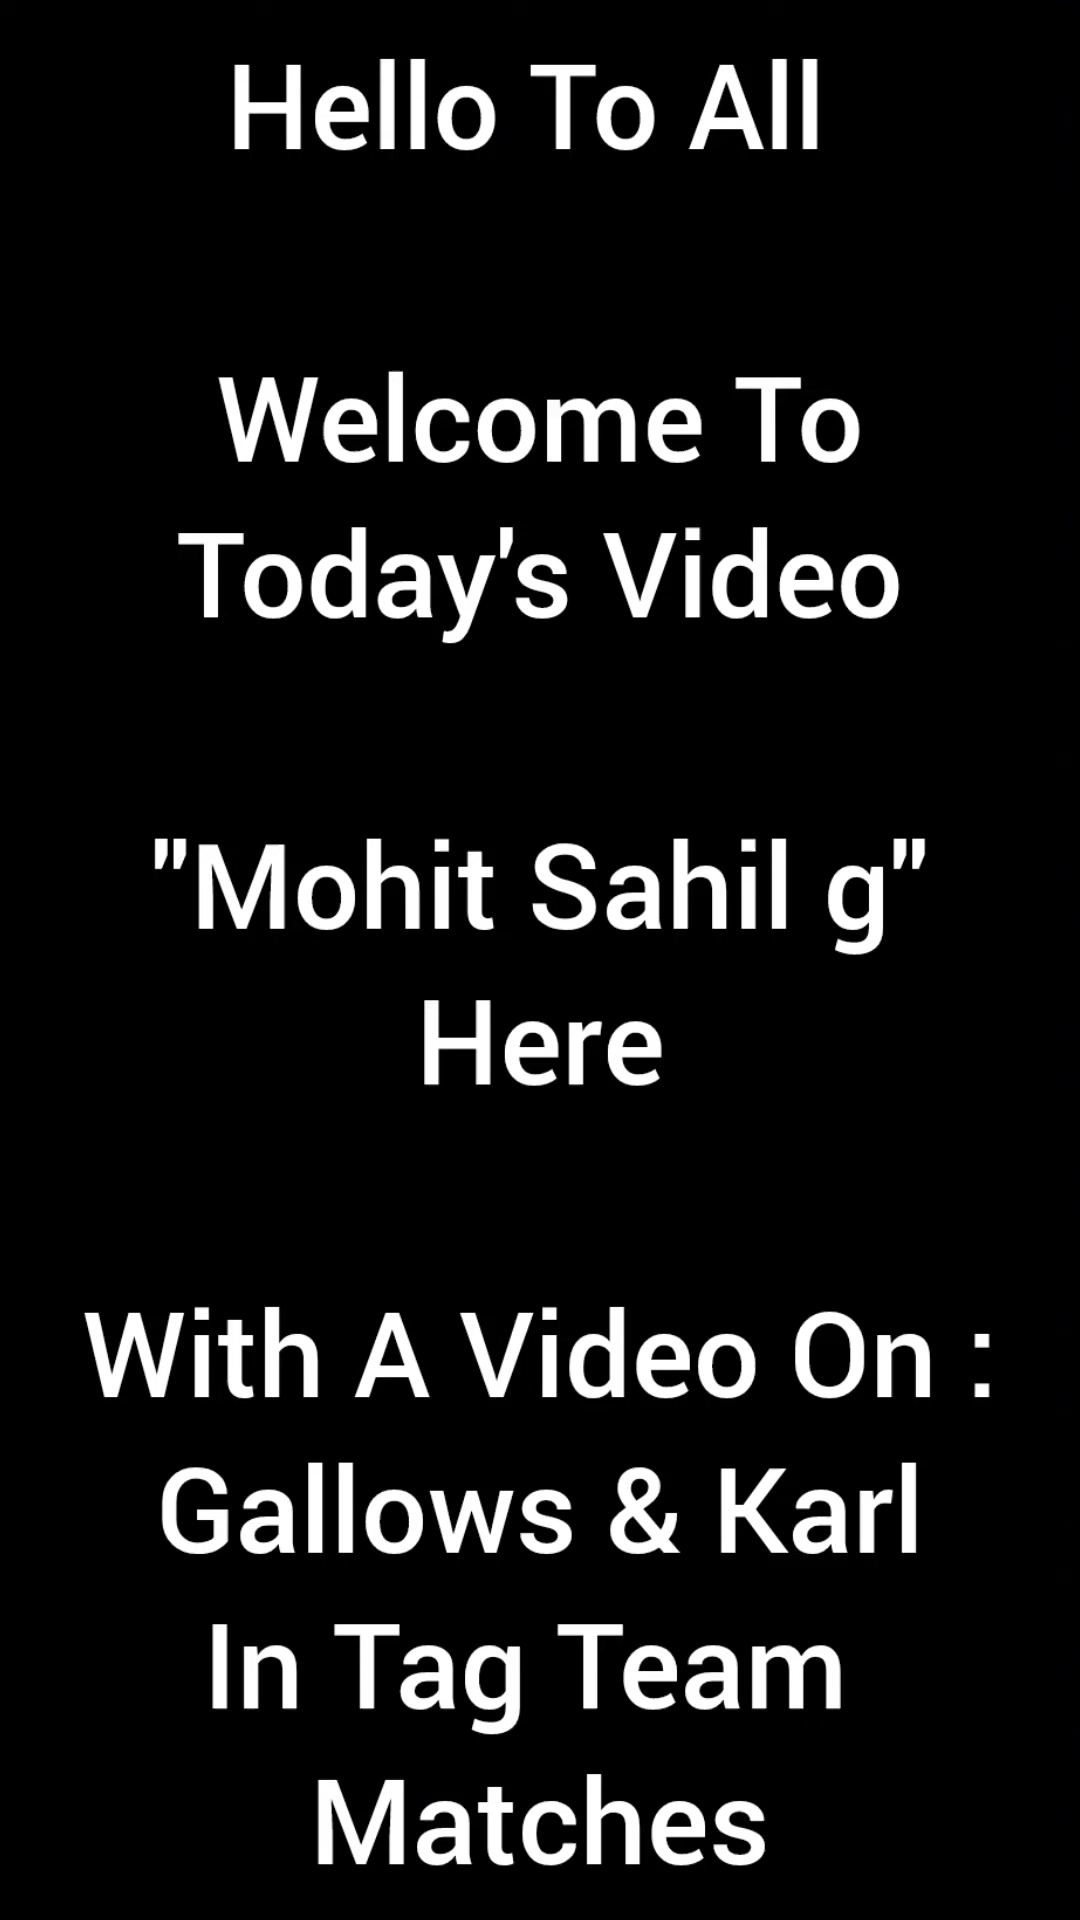 Hello To All
Welcome To
Today's Video
"Mohit Sahil g"
Here
With A Video On :
Gallows & Karl
In Tag Team
Matches